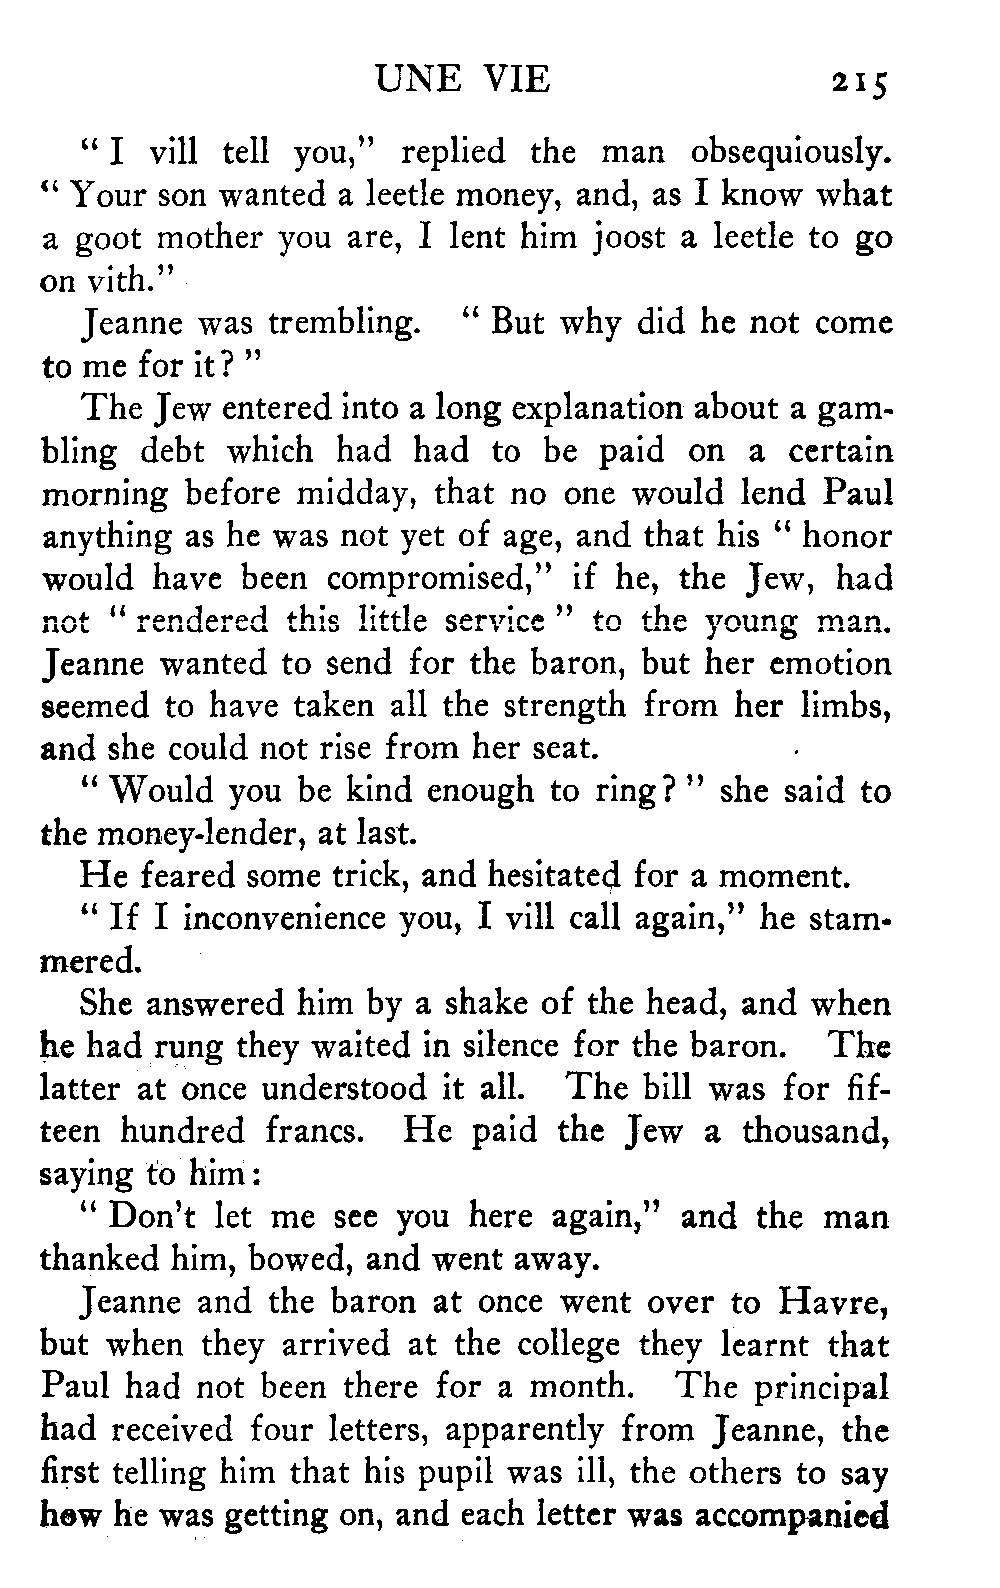 UNE VIE 215
" I vill tell you," replied the man obsequiously.
" Your son wanted a leetle money, and, as I know what
a goot mother you are, I lent him joost a leetle to go
on vith."
Jeanne was trembling. " But why did he not come
to me for it? "
The Jew entered into a long explanation about a gam-
bling debt which had had to be paid on a certain
morning before midday, that no one would lend Paul
anything as he was not yet of age, and that his " honor
would have been compromised," if he, the Jew, had
not " rendered this little service " to the young man.
Jeanne wanted to send for the baron, but her emotion
seemed to have taken all the strength from her limbs,
and she could not rise from her seat.
" Would you be kind enough to ring? " she said to
the money-lender, at last.
He feared some trick, and hesitated for a moment.
" If I inconvenience you, I vill call again," he stam-
mered.
She answered him by a shake of the head, and when
he had rung they waited in silence for the baron. The
latter at once understood it all. The bill was for fif-
teen hundred francs. He paid the Jew a thousand,
saying to him:
" Don't let me see you here again," and the man
thanked him, bowed, and went away.
Jeanne and the baron at once went over to Havre,
but when they arrived at the college they learnt that
Paul had not been there for a month. The principal
had received four letters, apparently from Jeanne, the
first telling him that his pupil was ill, the others to say
how he was getting on, and each letter was accompanied